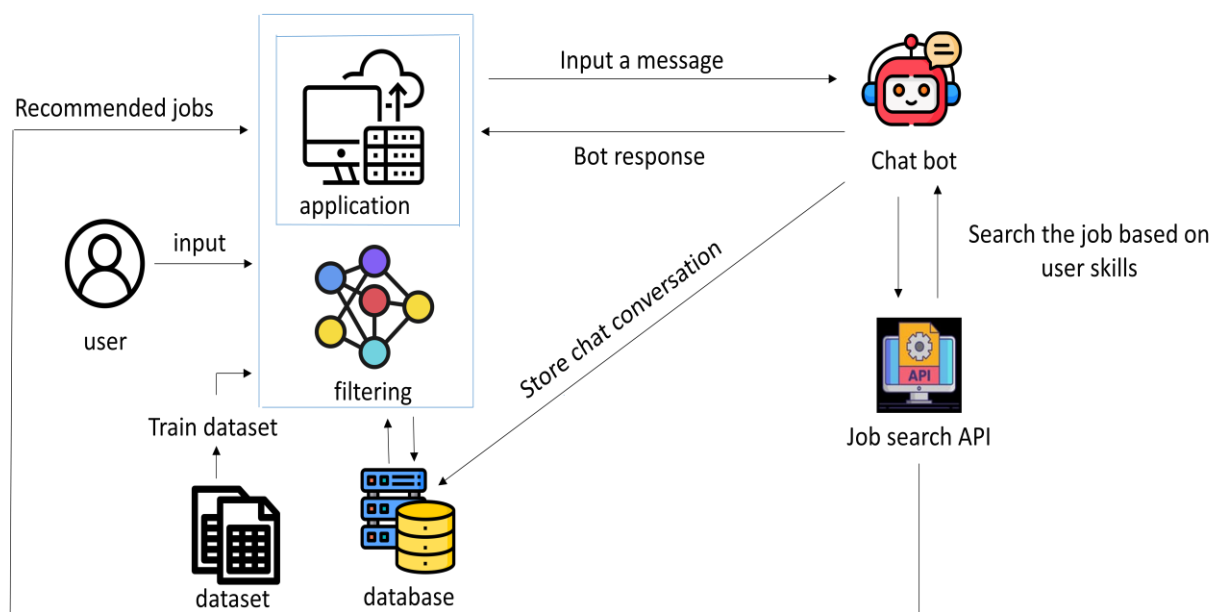 Input a message
Recommended jobs
Bot response
Chat bot
application
input
Search the job based on
user skills
user
Store chat conversation
API
filtering
Train dataset
Job search API
dataset
database